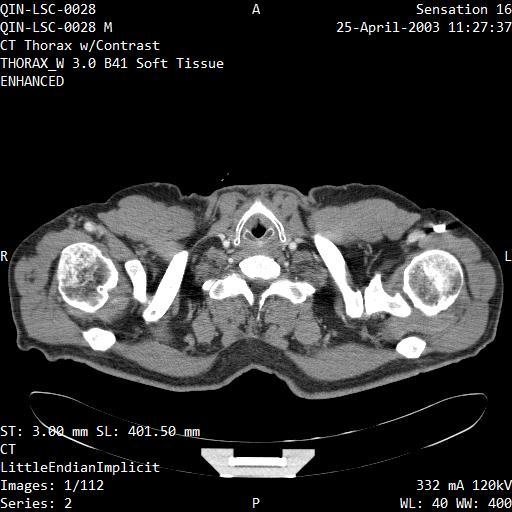 QIN-LSC-0028
A
Sensation 16
QIN-LSC-0028 M
25-April-2003 11:27:37
CT Thorax w/Contrast
THORAX_W 3.0 B41 Soft Tissue
ENHANCED
R
L
ST: 3.00 mm SL: 401.50 mm
CT
LittleEndianImplicit
Images: 1/112
332 mA 120kV
Series: 2
P
WL: 40 WW: 400